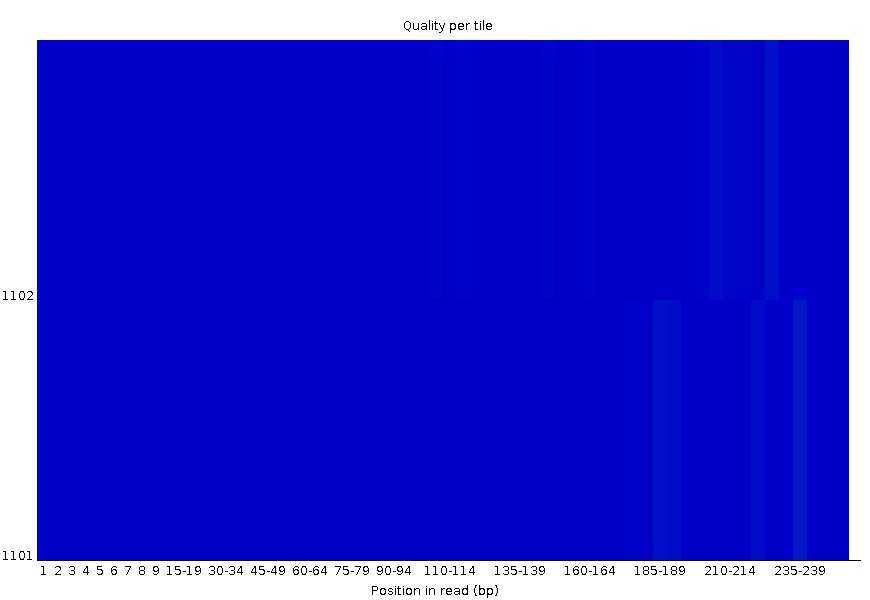 Quality per tile
1102
1101
1 2 3 4 5 6 7 8 9 15-19 30-34 45-49 60-64 75-79 90-94 110-114 135-139 160-164 185-189 210-214 235-239
Position in read (bp)